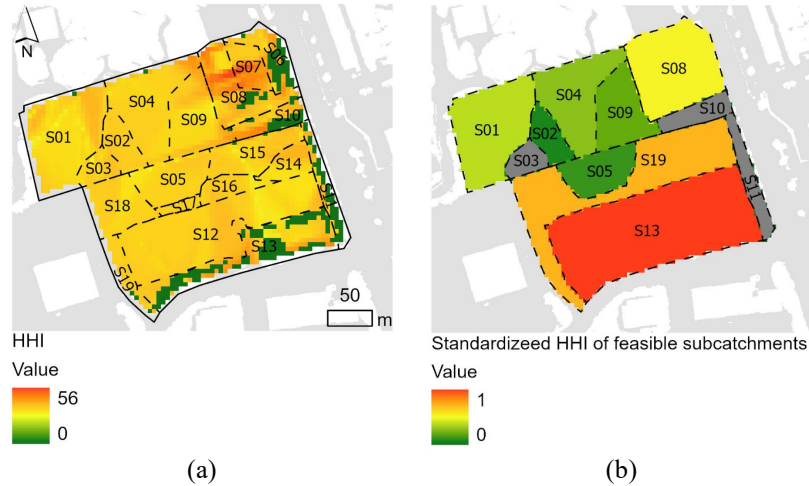 N
S01
S02
S03
S04
S09
S07
S06
S08
S10
S15
S14
S05
S16
S17
S18
S12
S13
S11
S19
50
m
HHI
Value
56
0
(a)
S08
S04
S01
S09
S10
S02
S03
S05
S19
S11
S13
Standardizeed HHI of feasible subcatchments
Value
1
0
(b)